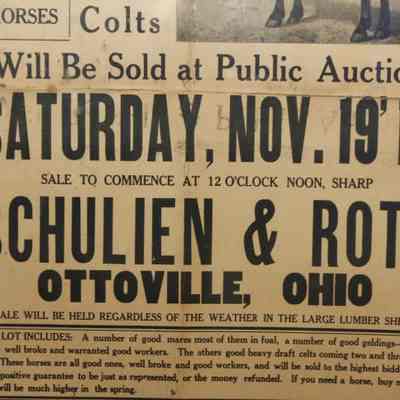 HORSES
Colts
Will Be Sold at Public Auctio
SATURDAY, NOV. 19'
SALE TO COMMENCE AT 12 O'CLOCK NOON, SHARP
SCHULIEN & ROT
OTTOVILLE, OHIO
ALE WILL BE HELD REGARDLESS OF THE WEATHER IN THE LARGE LUMBER SHE
LOT INCLUDES: A number of good mares most of them in foal, a number of good geldings—
well broke and warranted good workers. The others good heavy draft colts coming two and thr
These horses are all good ones, well broke and good workers, and will be sold to the highest bidd
positive guarantee to be just as represented, or the money refunded. If you need a horse, buy n
will be much higher in the spring.